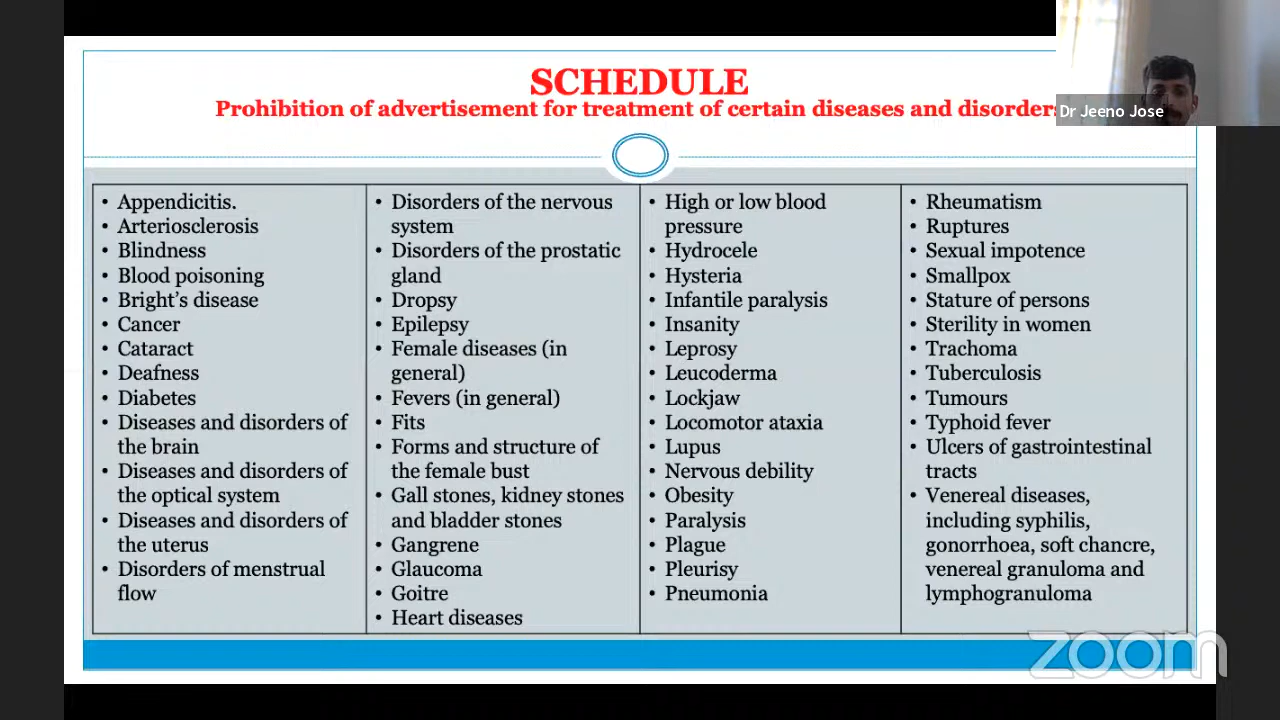 SCHEDULE
Prohibition of advertisement for treatment of certain diseases and disorders
Dr Jeeno Jose
• Appendicitis.
• Arteriosclerosis
• Blindness
• Blood poisoning
• Bright's disease
• Cancer
• Cataract
• Deafness
• Diabetes
• Diseases and disorders of
the brain
• Diseases and disorders of
the optical system
• Diseases and disorders of
the uterus
• Disorders of menstrual
flow
• Disorders of the nervous
system
• Disorders of the prostatic
gland
• Dropsy
• Epilepsy
• Female diseases (in
general)
• Fevers (in general)
• Fits
• Forms and structure of
the female bust
• Gall stones, kidney stones
and bladder stones
• Gangrene
• Glaucoma
• Goitre
• Heart diseases
• High or low blood
pressure
• Hydrocele
• Hysteria
• Infantile paralysis
• Insanity
• Leprosy
• Leucoderma
• Lockjaw
• Locomotor ataxia
• Lupus
• Nervous debility
• Obesity
• Paralysis
• Plague
• Pleurisy
• Pneumonia
• Rheumatism
• Ruptures
• Sexual impotence
• Smallpox
• Stature of persons
• Sterility in women
• Trachoma
• Tuberculosis
• Tumours
• Typhoid fever
• Ulcers of gastrointestinal
tracts
• Venereal diseases,
including syphilis,
gonorrhoea, soft chancre,
venereal granuloma and
lymphogranuloma
zoom